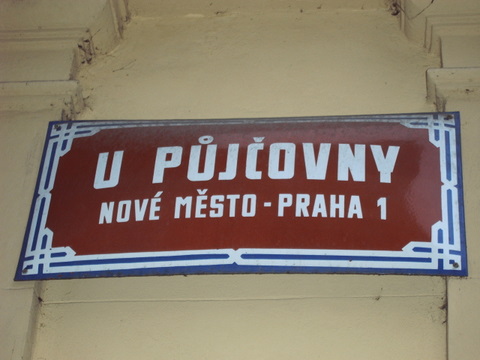 U PŮJČOVNY
NOVÉ MĚSTO - PRAHA 1